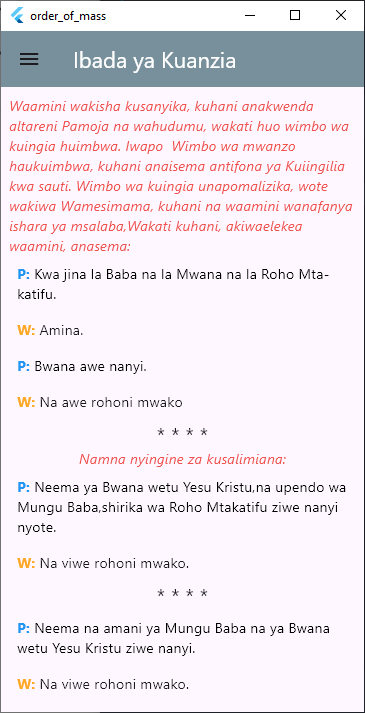 order_of_mass
Ibada ya Kuanzia
Waamini wakisha kusanyika, kuhani anakwenda
altareni Pamoja na wahudumu, wakati huo wimbo wa
kuingia huimbwa. Iwapo  Wimbo wa mwanzo
haukuimbwa, kuhani anaisema antifona ya Kuiingilia
kwa sauti. Wimbo wa kuingia unapomalizika, wote
wakiwa Wamesimama, kuhani na waamini wanafanya
ishara ya msalaba,Wakati kuhani, akiwaelekea
waamini, anasema:
P: Kwa jina la Baba na la Mwana na la Roho Mta-
katifu.
W: Amina.
P: Bwana awe nanyi.
W: Na awe rohoni mwako
* * * *
Namna nyingine za kusalimiana:
P: Neema ya Bwana wetu Yesu Kristu,na upendo wa
Mungu Baba,shirika wa Roho Mtakatifu ziwe nanyi
nyote.
W: Na viwe rohoni mwako.
* * * *
P: Neema na amani ya Mungu Baba na ya Bwana
wetu Yesu Kristu ziwe nanyi.
W: Na viwe rohoni mwako.